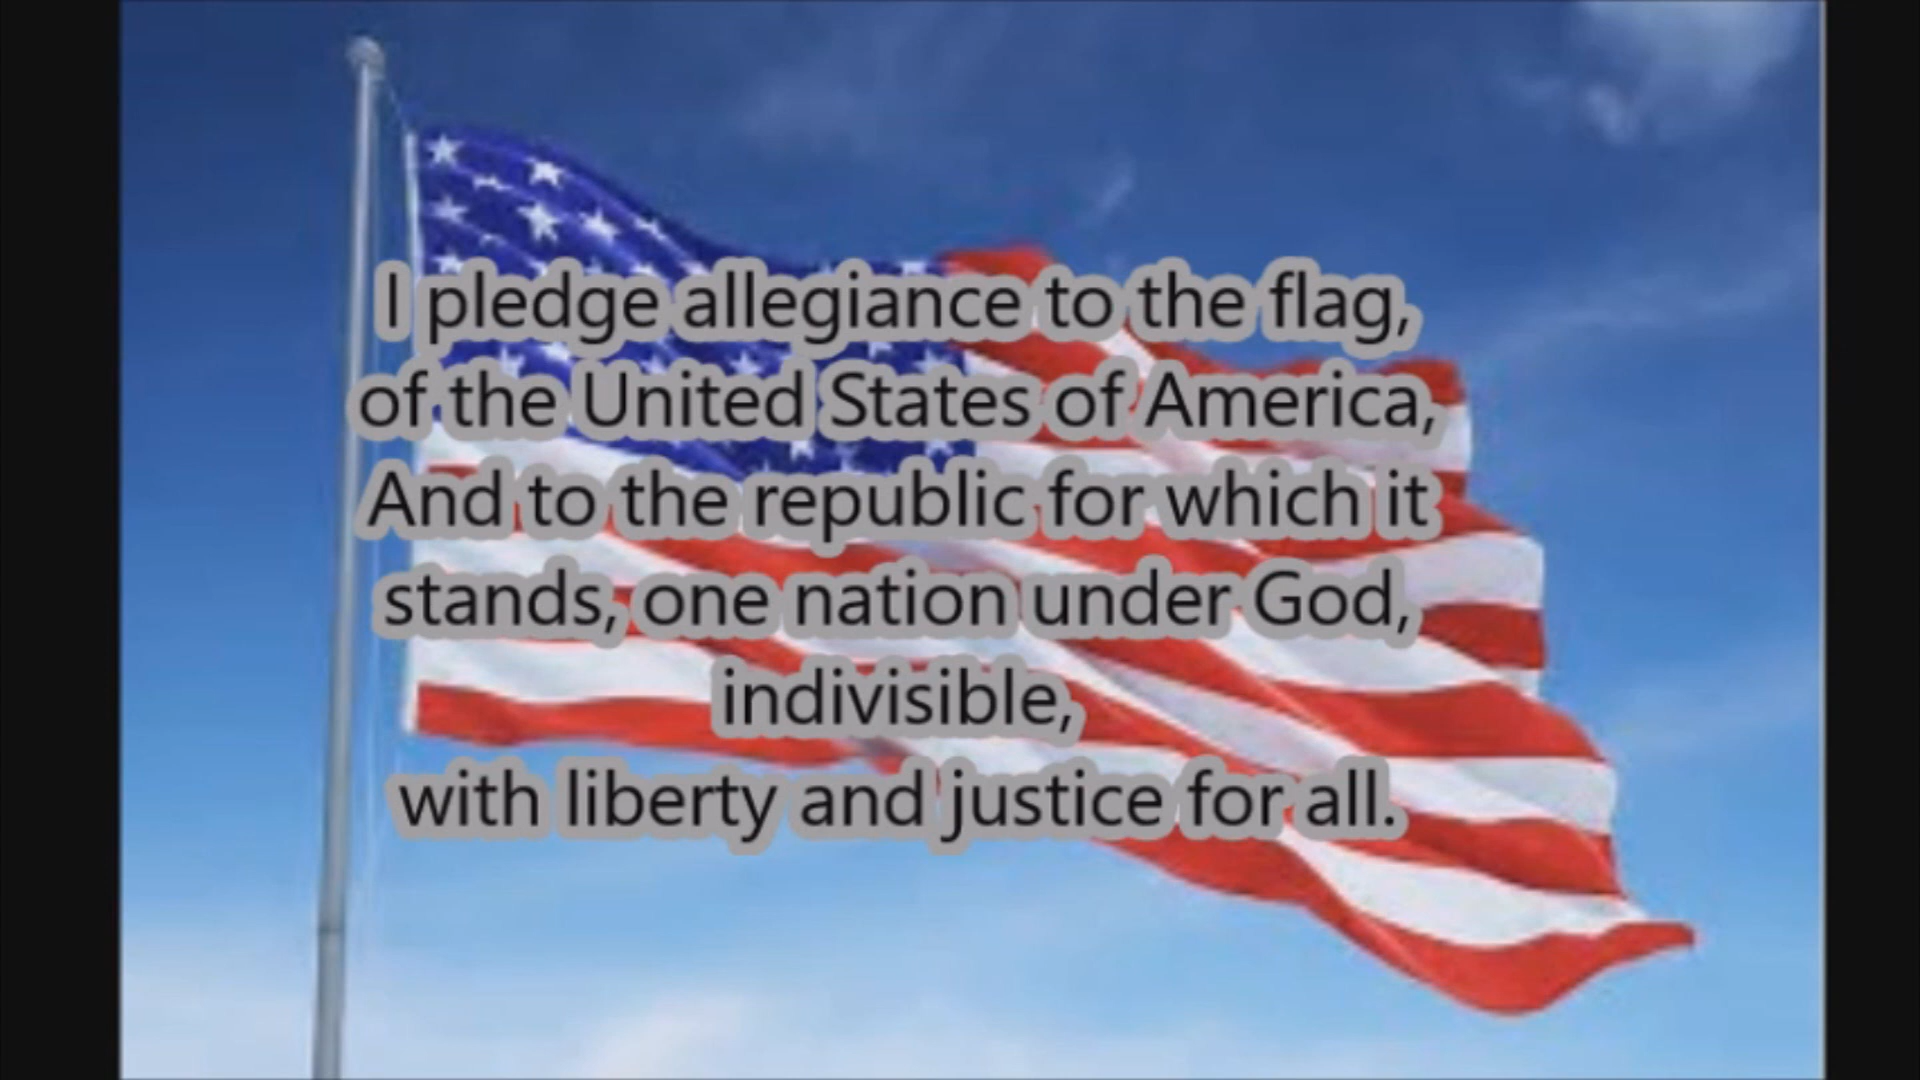 I pledge allegiance to the flag,
of the United States of America,
And to the republic for which it
stands, one nation under God,
indivisible,
with liberty and justice for all.